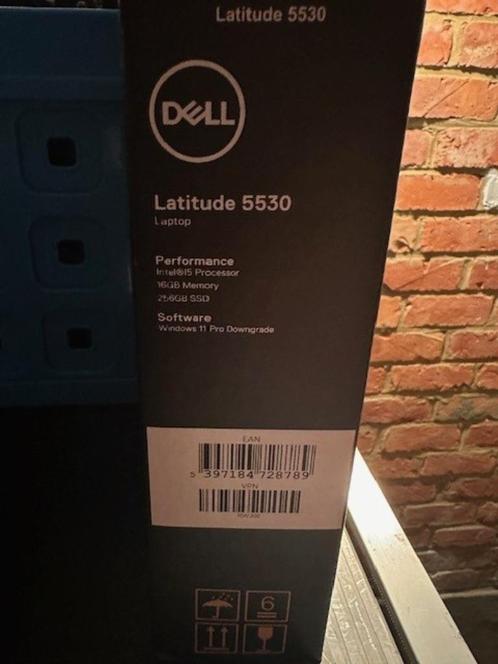 Latitude 5530
DELL
Latitude 5530
Laptop
Performance
Intel®i5 Processor
16GB Memory
256GB SSD
Software
Windows 11 Pro Downgrade
EAN
5 397184 728789
VPN
6